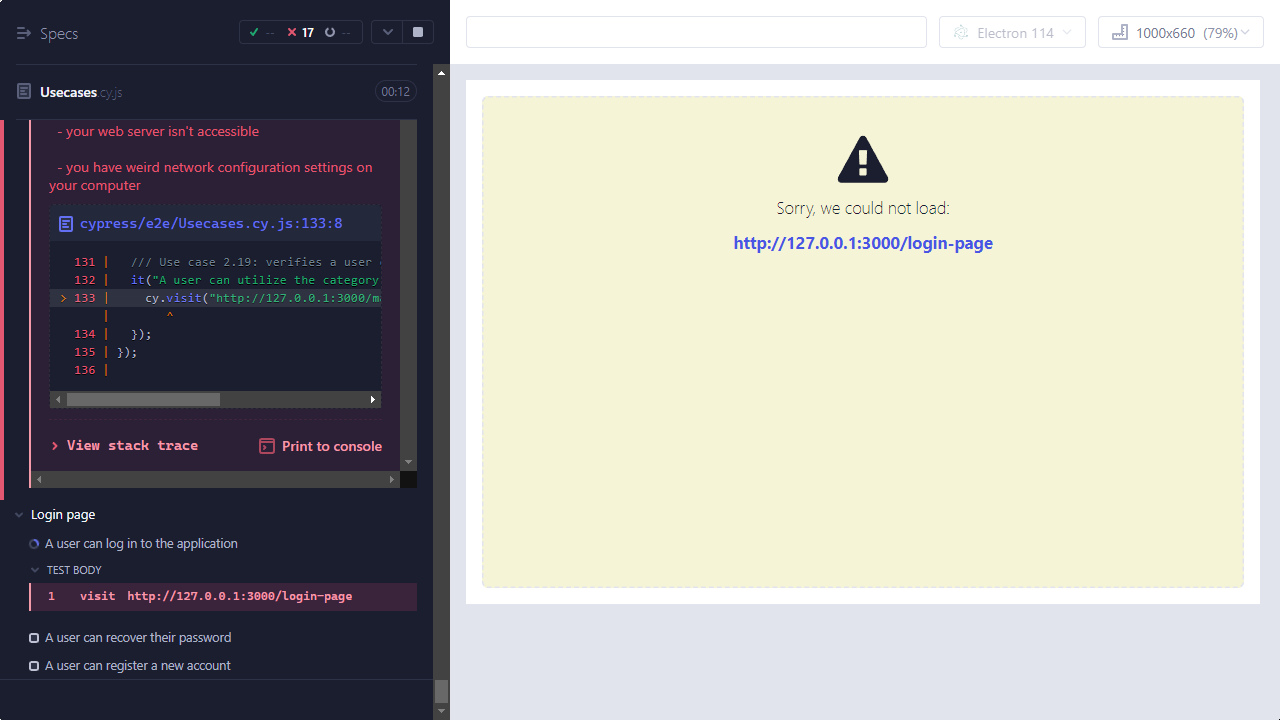 Specs
-- 17 --
Usecases.cy.js 00:12
- your web server isn't accessible
- you have weird network configuration settings on
your computer
cypress/e2e/Usecases.cy.js:133:8
131 | /// Use case 2.19: verifies a user
132 | it("A user can utilize the category
> 133 | cy.visit("http://127.0.0.1:3000/ma
| ^
134 | });
135 | });
136 |
View stack trace Print to console
Login page
A user can log in to the application
TEST BODY
1 visit http://127.0.0.1:3000/login-page
A user can recover their password
A user can register a new account
Electron 114
1000x660 (79%)
Sorry, we could not load:
http://127.0.0.1:3000/login-page